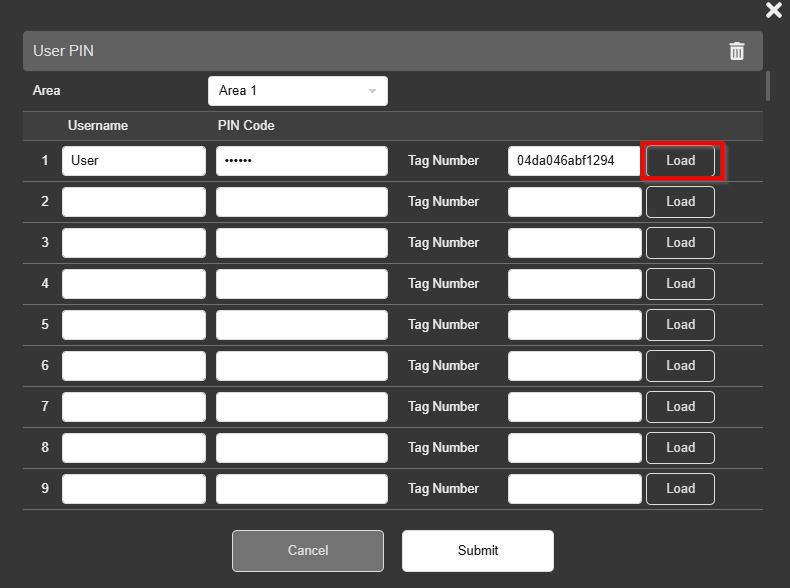 User PIN
Area Area 1
Username PIN Code
1 User •••••• Tag Number 04da046abf1294 Load
2 Tag Number Load
3 Tag Number Load
4 Tag Number Load
5 Tag Number Load
6 Tag Number Load
7 Tag Number Load
8 Tag Number Load
9 Tag Number Load
Cancel Submit